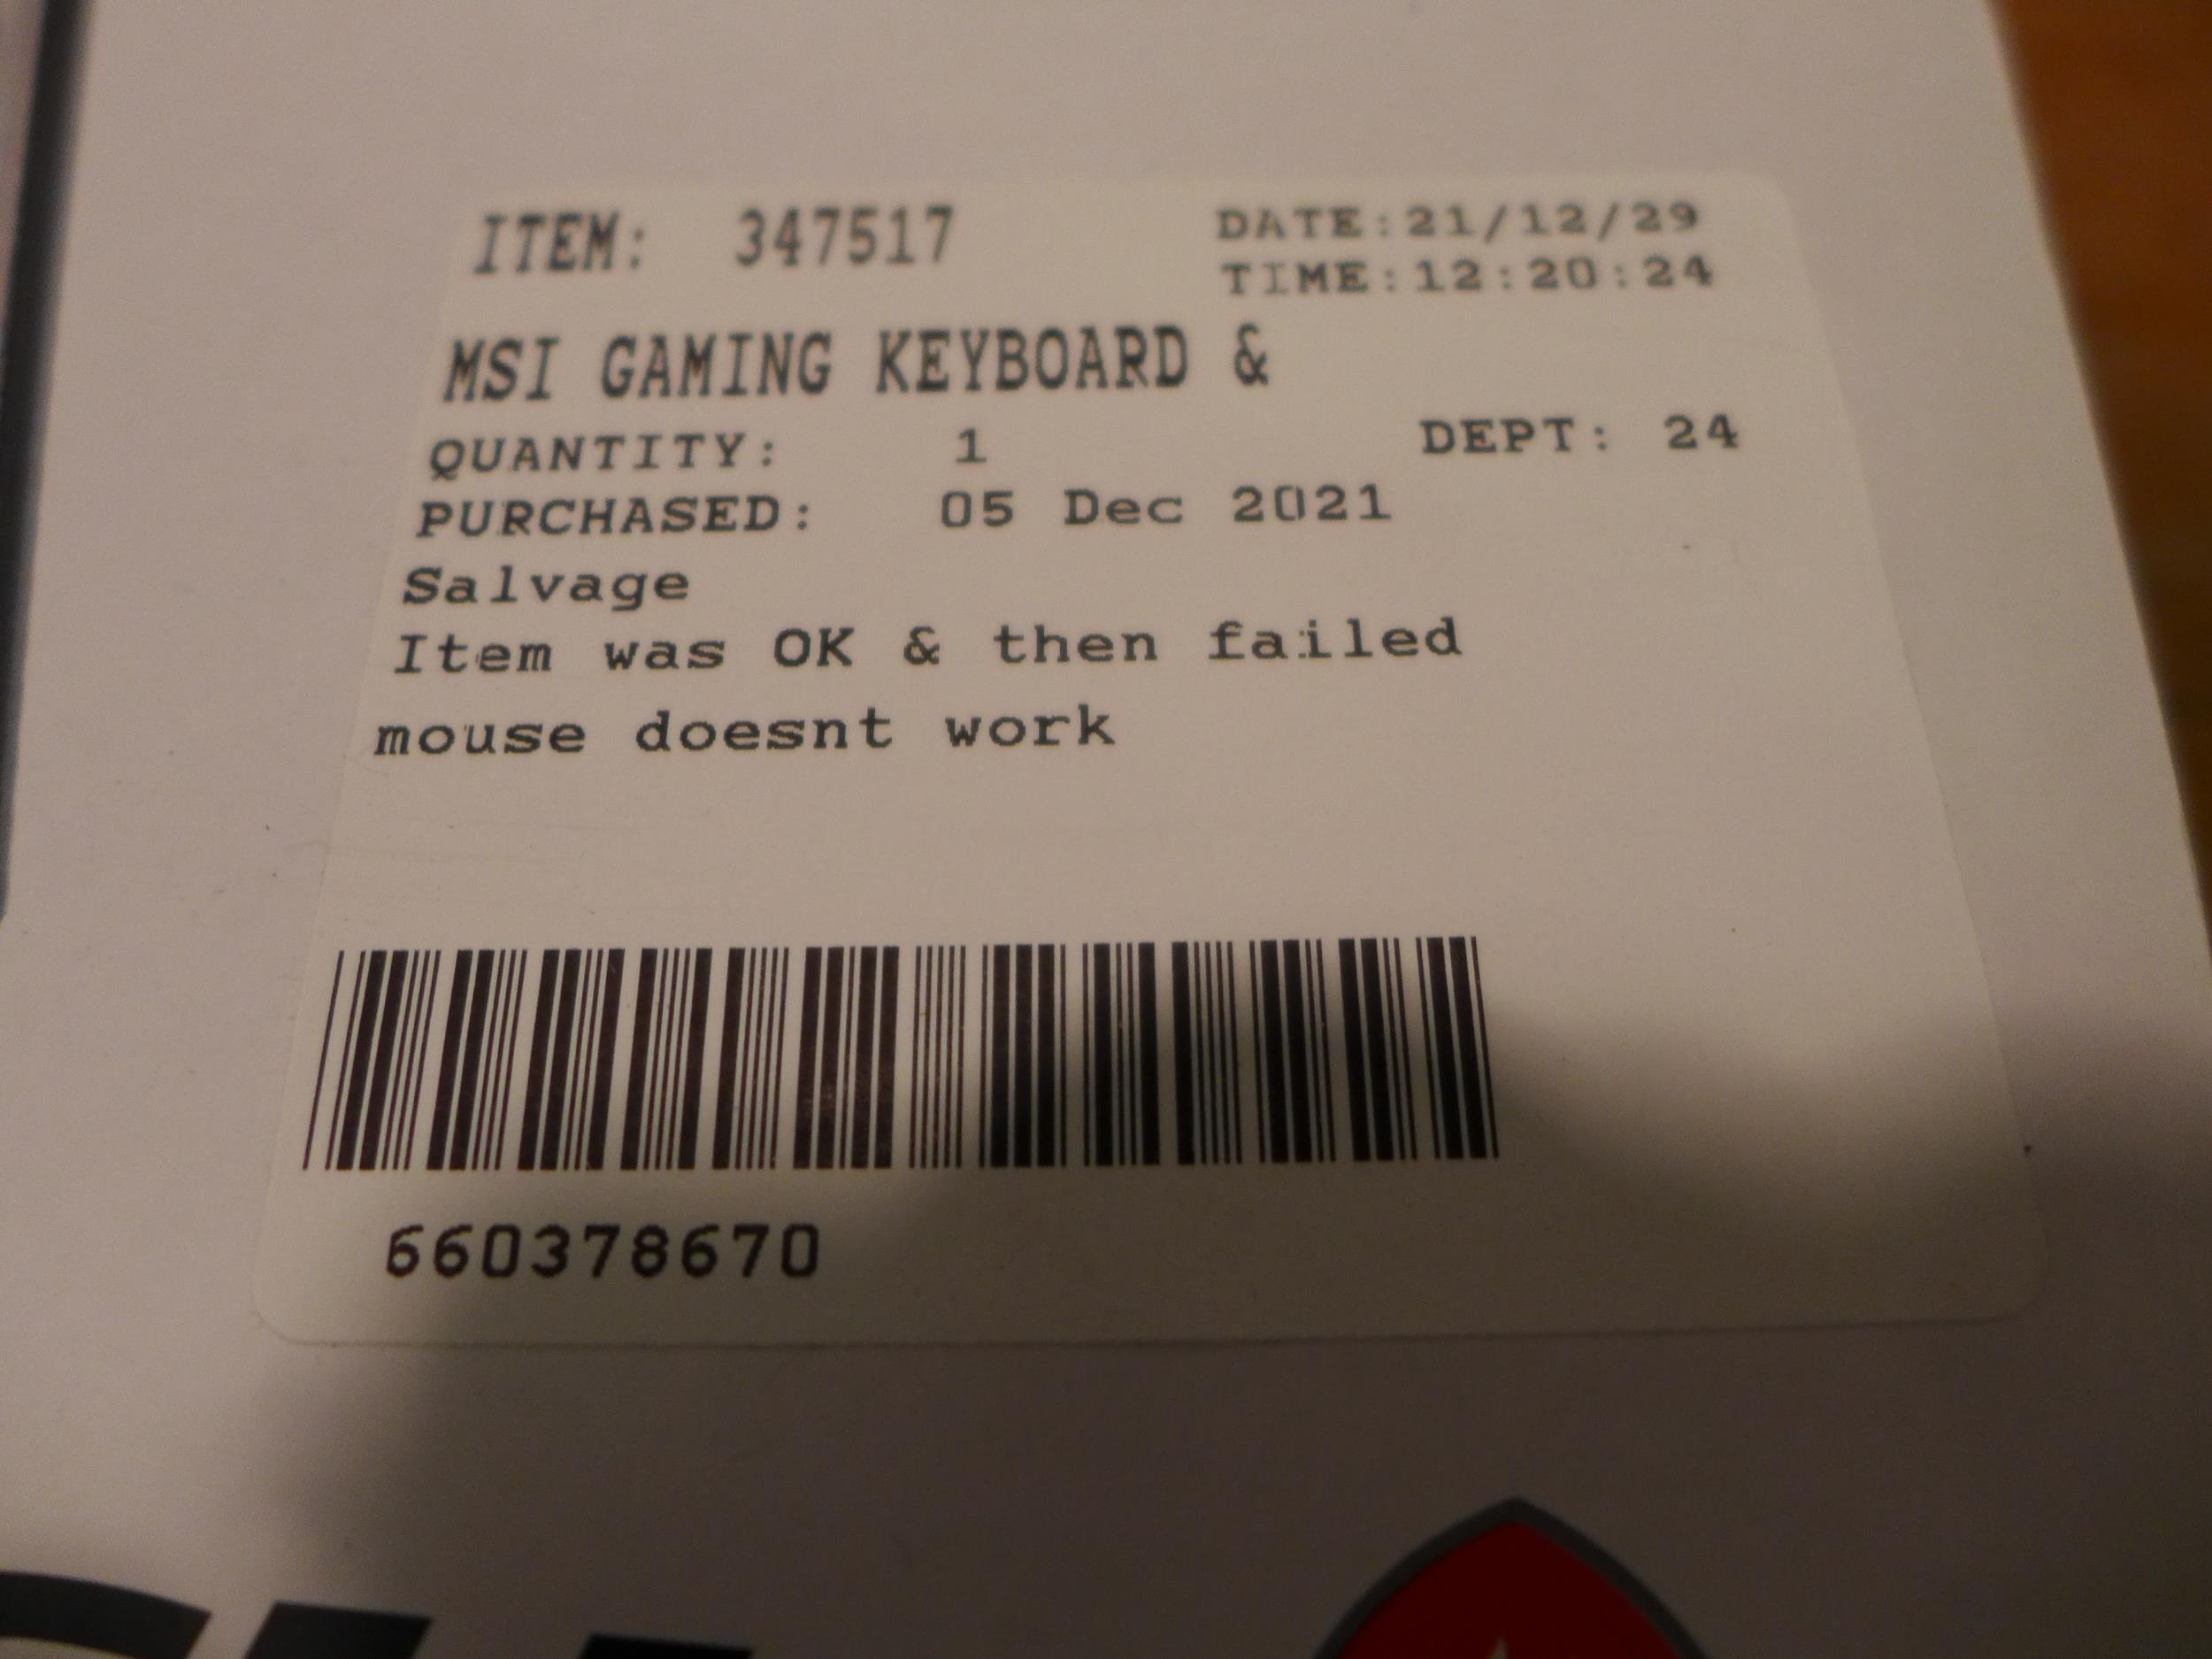 ITEM: 347517
DATE:21/12/29
TIME:12:20:24
MSI GAMING KEYBOARD &
QUANTITY: 1
DEPT: 24
PURCHASED: 05 Dec 2021
Salvage
Item was OK & then failed
mouse doesnt work
660378670